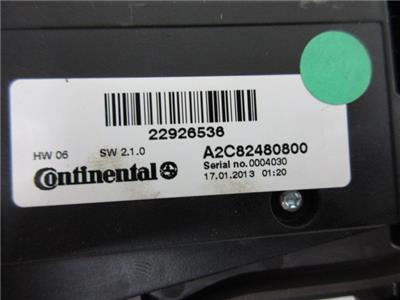 22926536
HW 06 SW 2.1.0 A2C82480800
Continental Serial no.0004030
17.01.2013 01:20